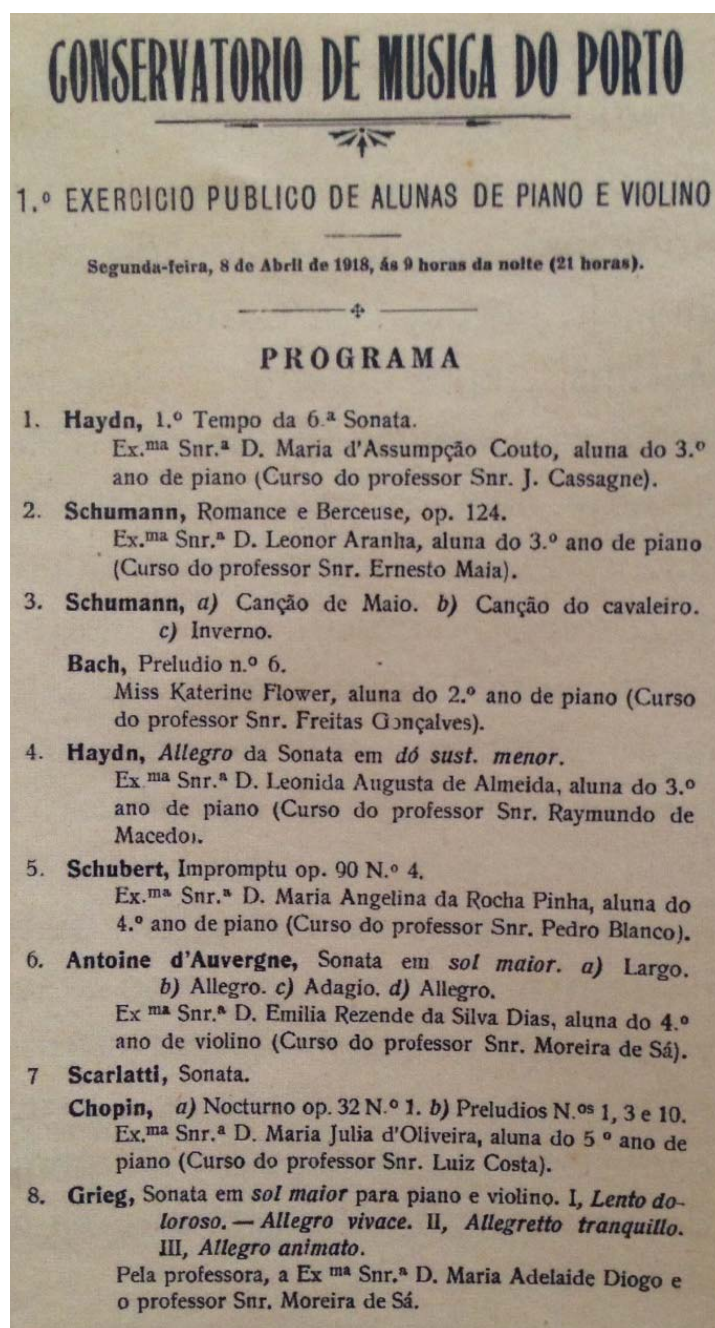 CONSERVATORIO DE MUSICA DO PORTO
1.º EXERCICIO PUBLICO DE ALUNAS DE PIANO E VIOLINO
Segunda-feira, 8 de Abril de 1918, ás 9 horas da noite (21 horas).
PROGRAMA
1. Haydn, 1.º Tempo da 6.ª Sonata.
Ex.ma Snr.ª D. Maria d'Assumpção Couto, aluna do 3.º
ano de piano (Curso do professor Snr. J. Cassagne).
2. Schumann, Romance e Berceuse, op. 124.
Ex.ma Snr.ª D. Leonor Aranha, aluna do 3.º ano de piano
(Curso do professor Snr. Ernesto Maia).
3. Schumann, a) Canção de Maio. b) Canção do cavaleiro.
c) Inverno.
Bach, Preludio n.º 6.
Miss Katerine Flower, aluna do 2.º ano de piano (Curso
do professor Snr. Freitas Gonçalves).
4. Haydn, Allegro da Sonata em dó sust. menor.
Ex.ma Snr.ª D. Leonida Augusta de Almeida, aluna do 3.º
ano de piano (Curso do professor Snr. Raymundo de
Macedo).
5. Schubert, Impromptu op. 90 N.º 4.
Ex.ma Snr.ª D. Maria Angelina da Rocha Pinha, aluna do
4.º ano de piano (Curso do professor Snr. Pedro Blanco).
6. Antoine d'Auvergne, Sonata em sol maior. a) Largo.
b) Allegro. c) Adagio. d) Allegro.
Ex ma Snr.ª D. Emilia Rezende da Silva Dias, aluna do 4.º
ano de violino (Curso do professor Snr. Moreira de Sá).
7 Scarlatti, Sonata.
Chopin, a) Nocturno op. 32 N.º 1. b) Preludios N.os 1, 3 e 10.
Ex.ma Snr.ª D. Maria Julia d'Oliveira, aluna do 5 º ano de
piano (Curso do professor Snr. Luiz Costa).
8. Grieg, Sonata em sol maior para piano e violino. I, Lento do-
loroso. — Allegro vivace. II, Allegretto tranquillo.
III, Allegro animato.
Pela professora, a Ex ma Snr.ª D. Maria Adelaide Diogo e
o professor Snr. Moreira de Sá.